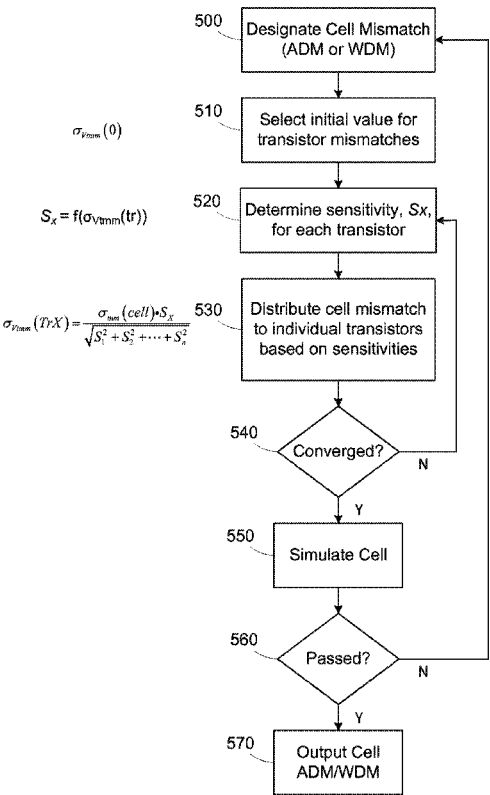 500
Designate Cell Mismatch
(ADM or WDM)
510
Select initial value for
transistor mismatches
σVtmm(0)
520
Determine sensitivity, Sx,
for each transistor
Sx = f(σVtmm(tr))
530
Distribute cell mismatch
to individual transistors
based on sensitivities
σVtmm(TrX) = σtmm(cell)•SX / √S1² + S2² + ⋯ + Sn²
540
Converged?
N
Y
550
Simulate Cell
560
Passed?
N
Y
570
Output Cell
ADM/WDM